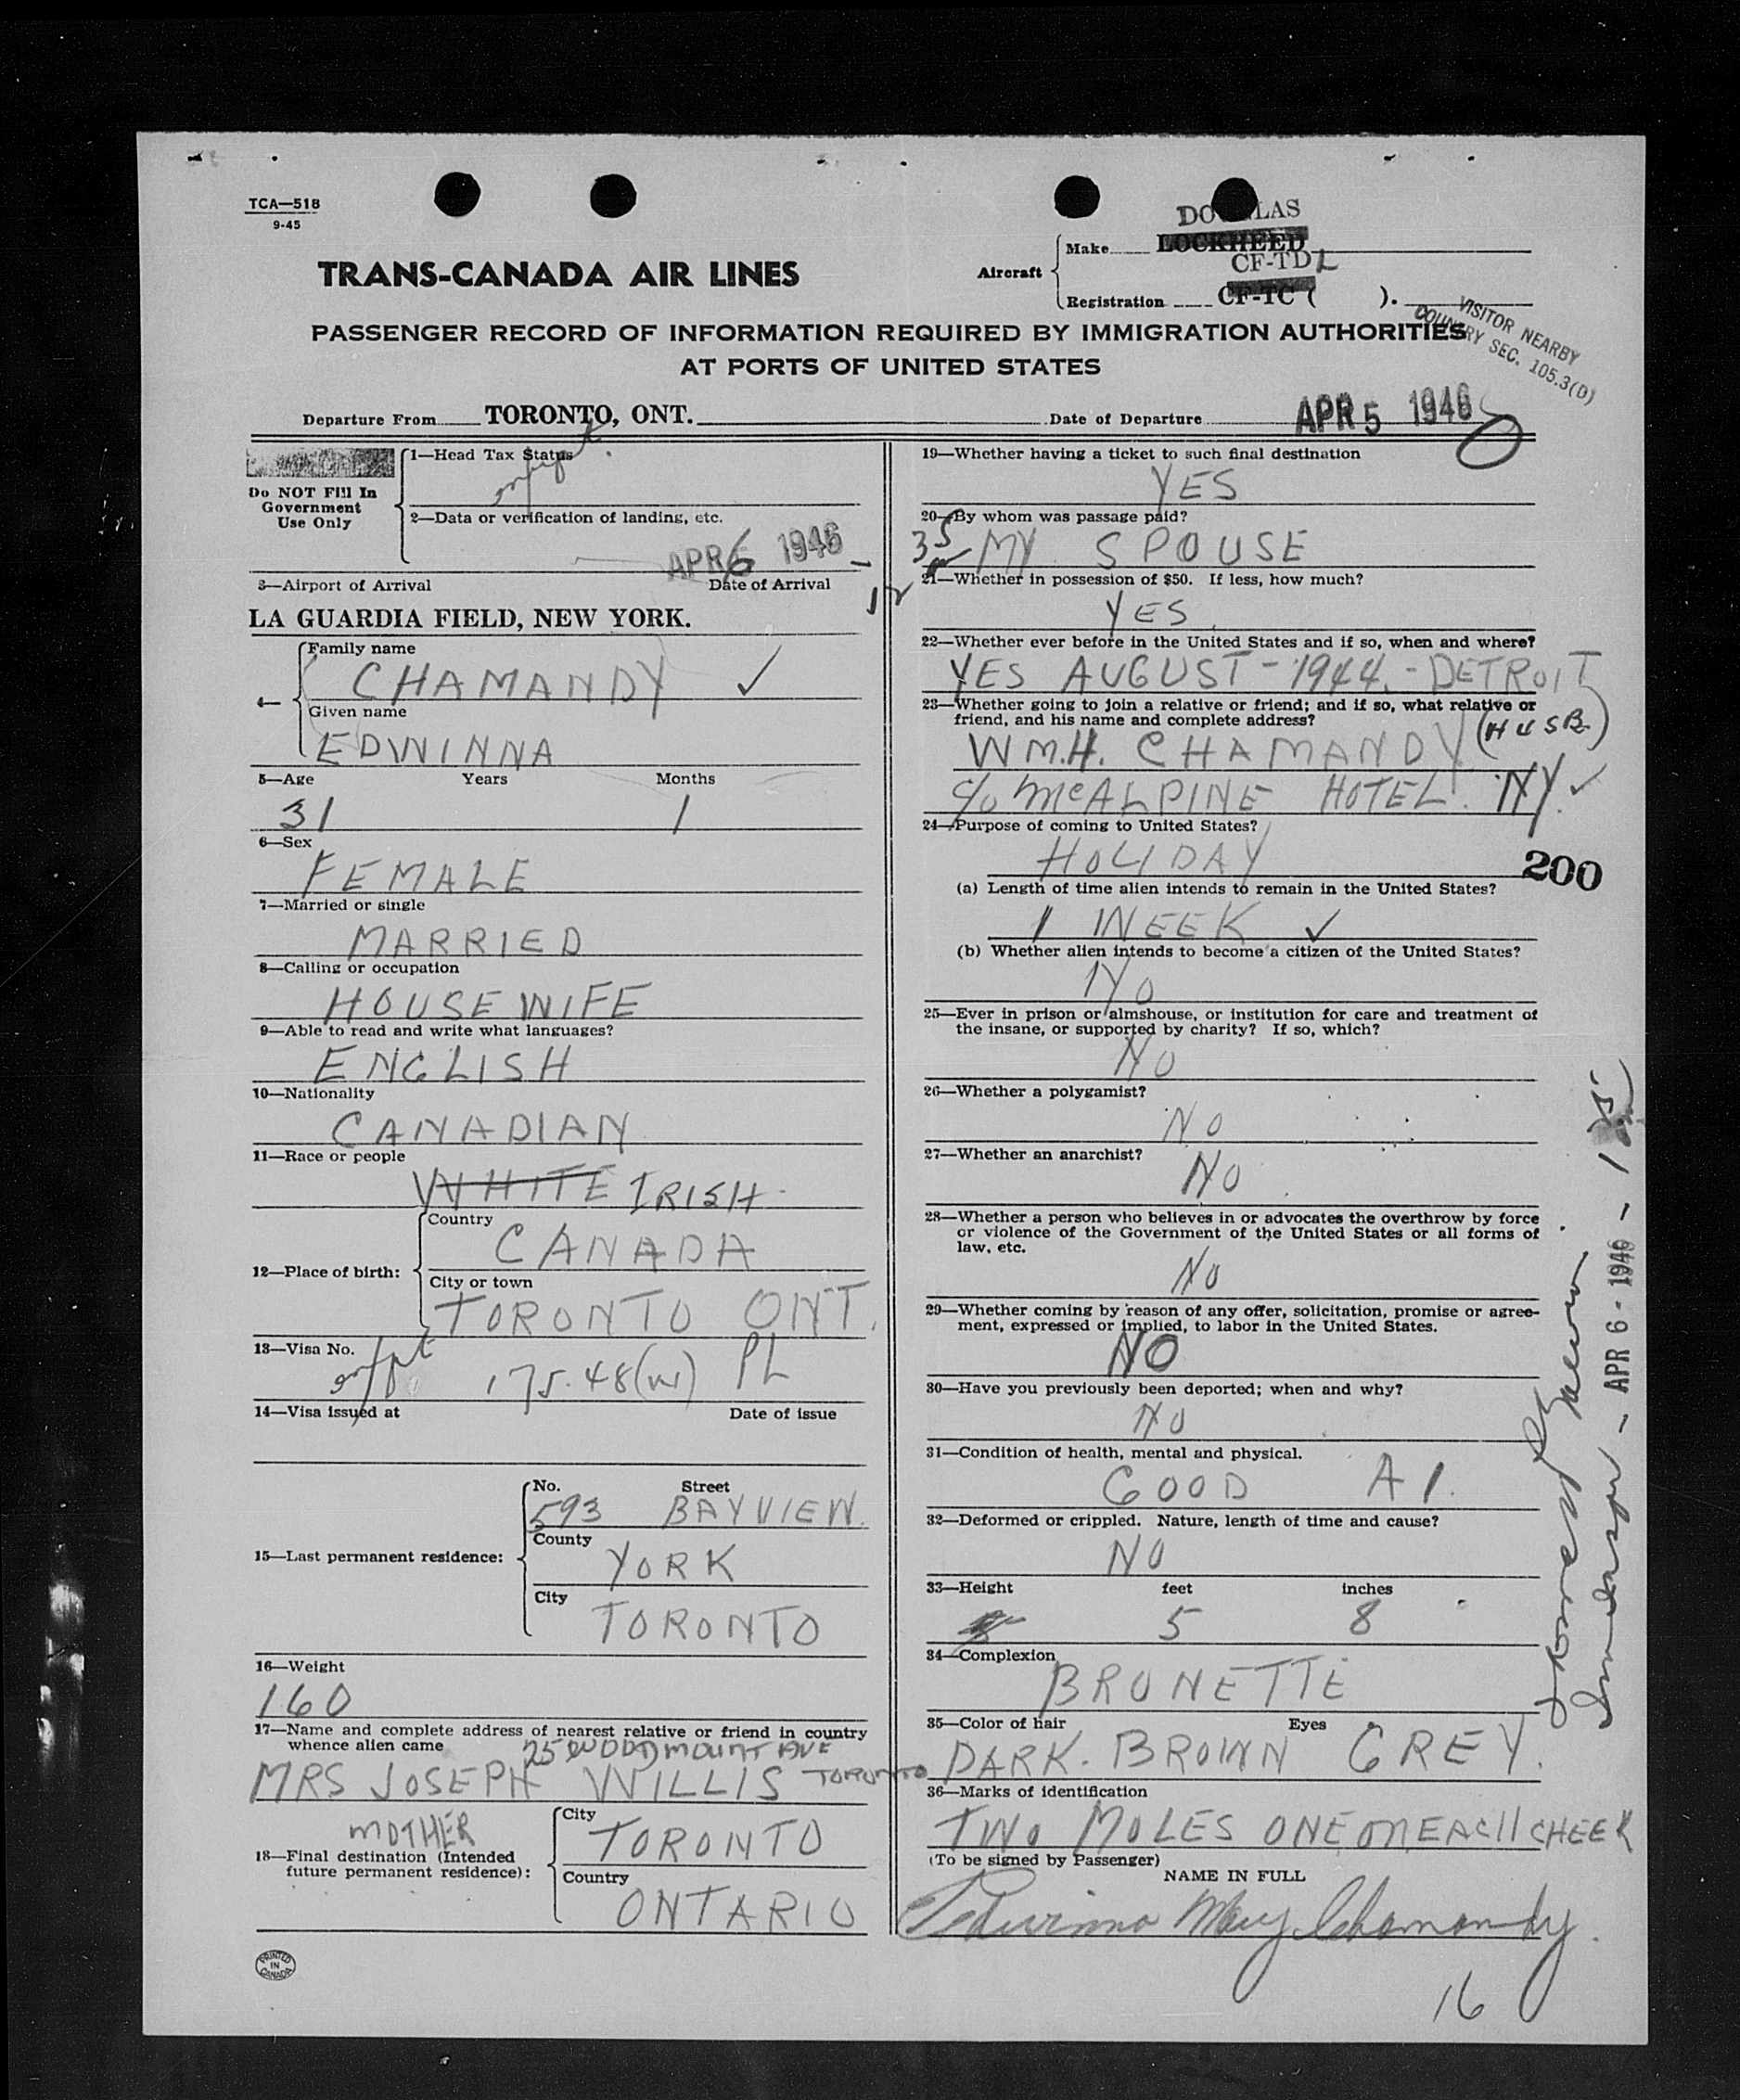 TCA—518
9-45
TRANS-CANADA AIR LINES
DOUGLAS
Aircraft
Make LOCKHEED
CF-TDL
Registration CF-TC ( ).
VISITOR NEARBY
COUNTRY SEC. 105.3(D)
PASSENGER RECORD OF INFORMATION REQUIRED BY IMMIGRATION AUTHORITIES
AT PORTS OF UNITED STATES
Departure From TORONTO, ONT.
Date of Departure APR 5 1946
Do NOT Fill In
Government
Use Only
1—Head Tax Status
2—Data or verification of landing, etc.
APR 6 1946
3—Airport of Arrival Date of Arrival
LA GUARDIA FIELD, NEW YORK.
4—
Family name
CHAMANDY ✓
Given name
EDWINNA
5—Age Years Months
31 1
6—Sex
FEMALE
7—Married or single
MARRIED
8—Calling or occupation
HOUSEWIFE
9—Able to read and write what languages?
ENGLISH
10—Nationality
CANADIAN
11—Race or people
WHITE IRISH
12—Place of birth:
Country
CANADA
City or town
TORONTO ONT.
13—Visa No.
175.48(w) PL
14—Visa issued at Date of issue
15—Last permanent residence:
No. Street
593 BAYVIEW.
County
YORK
City
TORONTO
16—Weight
160
17—Name and complete address of nearest relative or friend in country
whence alien came
25 WOODMOUNT AVE
MRS JOSEPH WILLIS TORONTO
MOTHER
18—Final destination (Intended
future permanent residence):
City
TORONTO
Country
ONTARIO
PRINTED
IN
CANADA
19—Whether having a ticket to such final destination
YES
20—By whom was passage paid?
35 MY SPOUSE
21—Whether in possession of $50. If less, how much?
YES
22—Whether ever before in the United States and if so, when and where?
YES AUGUST - 1944. - DETROIT
23—Whether going to join a relative or friend; and if so, what relative or
friend, and his name and complete address?
WM.H. CHAMANDY (HUSB.)
c/o McALPINE HOTEL. NY. ✓
24—Purpose of coming to United States?
HOLIDAY
200
(a) Length of time alien intends to remain in the United States?
1 WEEK ✓
(b) Whether alien intends to become a citizen of the United States?
NO
25—Ever in prison or almshouse, or institution for care and treatment of
the insane, or supported by charity? If so, which?
NO
26—Whether a polygamist?
NO
27—Whether an anarchist?
NO
28—Whether a person who believes in or advocates the overthrow by force
or violence of the Government of the United States or all forms of
law, etc.
NO
29—Whether coming by reason of any offer, solicitation, promise or agree-
ment, expressed or implied, to labor in the United States.
NO
30—Have you previously been deported; when and why?
NO
31—Condition of health, mental and physical.
GOOD A1.
32—Deformed or crippled. Nature, length of time and cause?
NO
33—Height feet inches
5 8
34—Complexion
BRUNETTE
35—Color of hair Eyes
DARK. BROWN GREY.
36—Marks of identification
TWO MOLES ONE ON EACH CHEEK
(To be signed by Passenger)
NAME IN FULL
Edwinna Mary Chamandy.
16
APR 6 - 1946